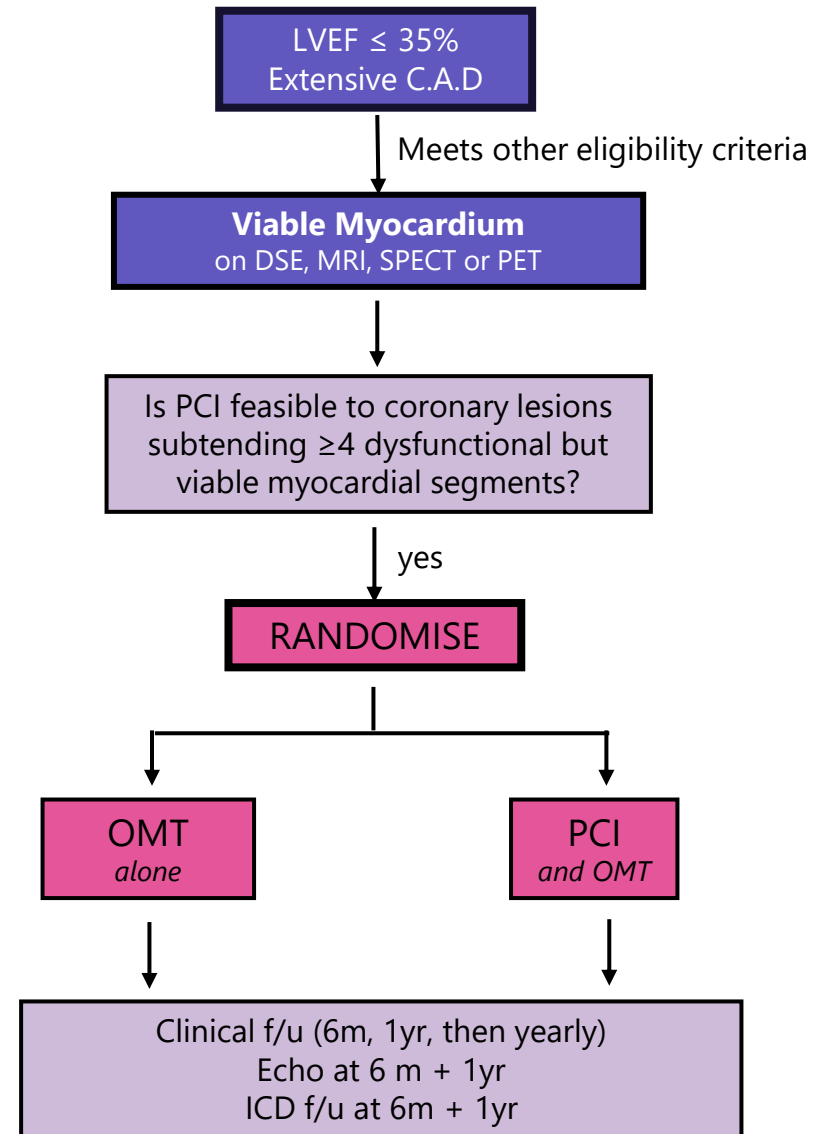 LVEF ≤ 35%
Extensive C.A.D
Meets other eligibility criteria
Viable Myocardium
on DSE, MRI, SPECT or PET
Is PCI feasible to coronary lesions
subtending ≥4 dysfunctional but
viable myocardial segments?
yes
RANDOMISE
OMT
alone
PCI
and OMT
Clinical f/u (6m, 1yr, then yearly)
Echo at 6 m + 1yr
ICD f/u at 6m + 1yr